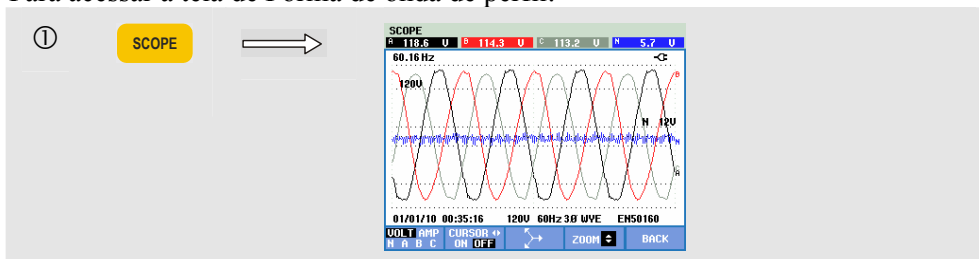 Para acessar a tela de Forma de onda de perfil:
①
SCOPE
SCOPE
A 118.6 V B 114.3 V C 113.2 V N 5.7 V
60.16 Hz
120V
B
N 12V
N
A
01/01/10 00:35:16 120V 60Hz 3.0 WYE EN50160
VOLT AMP CURSOR ZOOM BACK
N A B C ON OFF